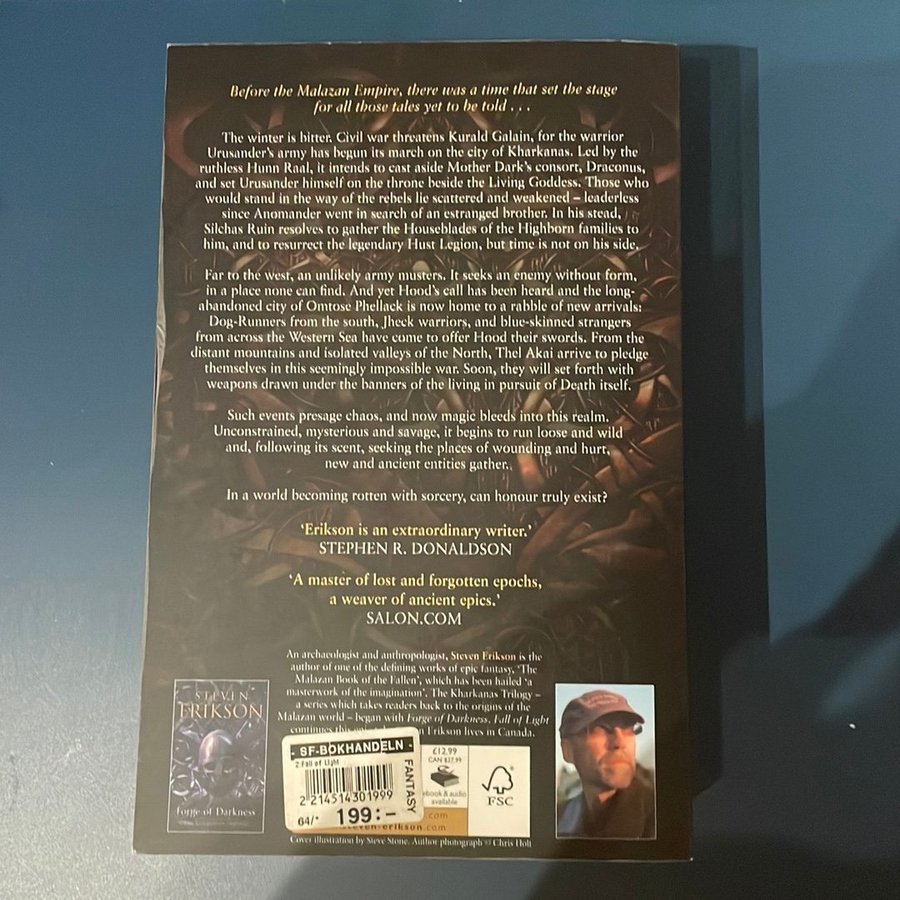 Before the Malazan Empire, there was a time that set the stage
for all those tales yet to be told . . .
The winter is bitter. Civil war threatens Kurald Galain, for the warrior
Urusander's army has begun its march on the city of Kharkanas. Led by the
ruthless Hunn Raal, it intends to cast aside Mother Dark's consort, Draconus,
and set Urusander himself on the throne beside the Living Goddess. Those who
would stand in the way of the rebels lie scattered and weakened – leaderless
since Anomander went in search of an estranged brother. In his stead,
Silchas Ruin resolves to gather the Houseblades of the Highborn families to
him, and to resurrect the legendary Hust Legion, but time is not on his side.
Far to the west, an unlikely army musters. It seeks an enemy without form,
in a place none can find. And yet Hood's call has been heard and the long-
abandoned city of Omtose Phellack is now home to a rabble of new arrivals:
Dog-Runners from the south, Jheck warriors, and blue-skinned strangers
from across the Western Sea have come to offer Hood their swords. From the
distant mountains and isolated valleys of the North, Thel Akai arrive to pledge
themselves in this seemingly impossible war. Soon, they will set forth with
weapons drawn under the banners of the living in pursuit of Death itself.
Such events presage chaos, and now magic bleeds into this realm.
Unconstrained, mysterious and savage, it begins to run loose and wild
and, following its scent, seeking the places of wounding and hurt,
new and ancient entities gather.
In a world becoming rotten with sorcery, can honour truly exist?
'Erikson is an extraordinary writer.'
STEPHEN R. DONALDSON
'A master of lost and forgotten epochs,
a weaver of ancient epics.'
SALON.COM
An archaeologist and anthropologist, Steven Erikson is the
author of one of the defining works of epic fantasy, 'The
Malazan Book of the Fallen', which has been hailed 'a
masterwork of the imagination'. The Kharkanas Trilogy –
a series which takes readers back to the origins of the
Malazan world – began with Forge of Darkness. Fall of Light
continues this Erikson lives in Canada.
STEVEN
ERIKSON
Forge of Darkness
- SF-BOKHANDELN -
2:Fall of Light
2 214514301999
64/* 199:-
FANTASY
£12.99
CAN $37.99
ebook & audio
available
FSC
.com
steven-erikson.com
Cover illustration by Steve Stone. Author photograph © Chris Holt